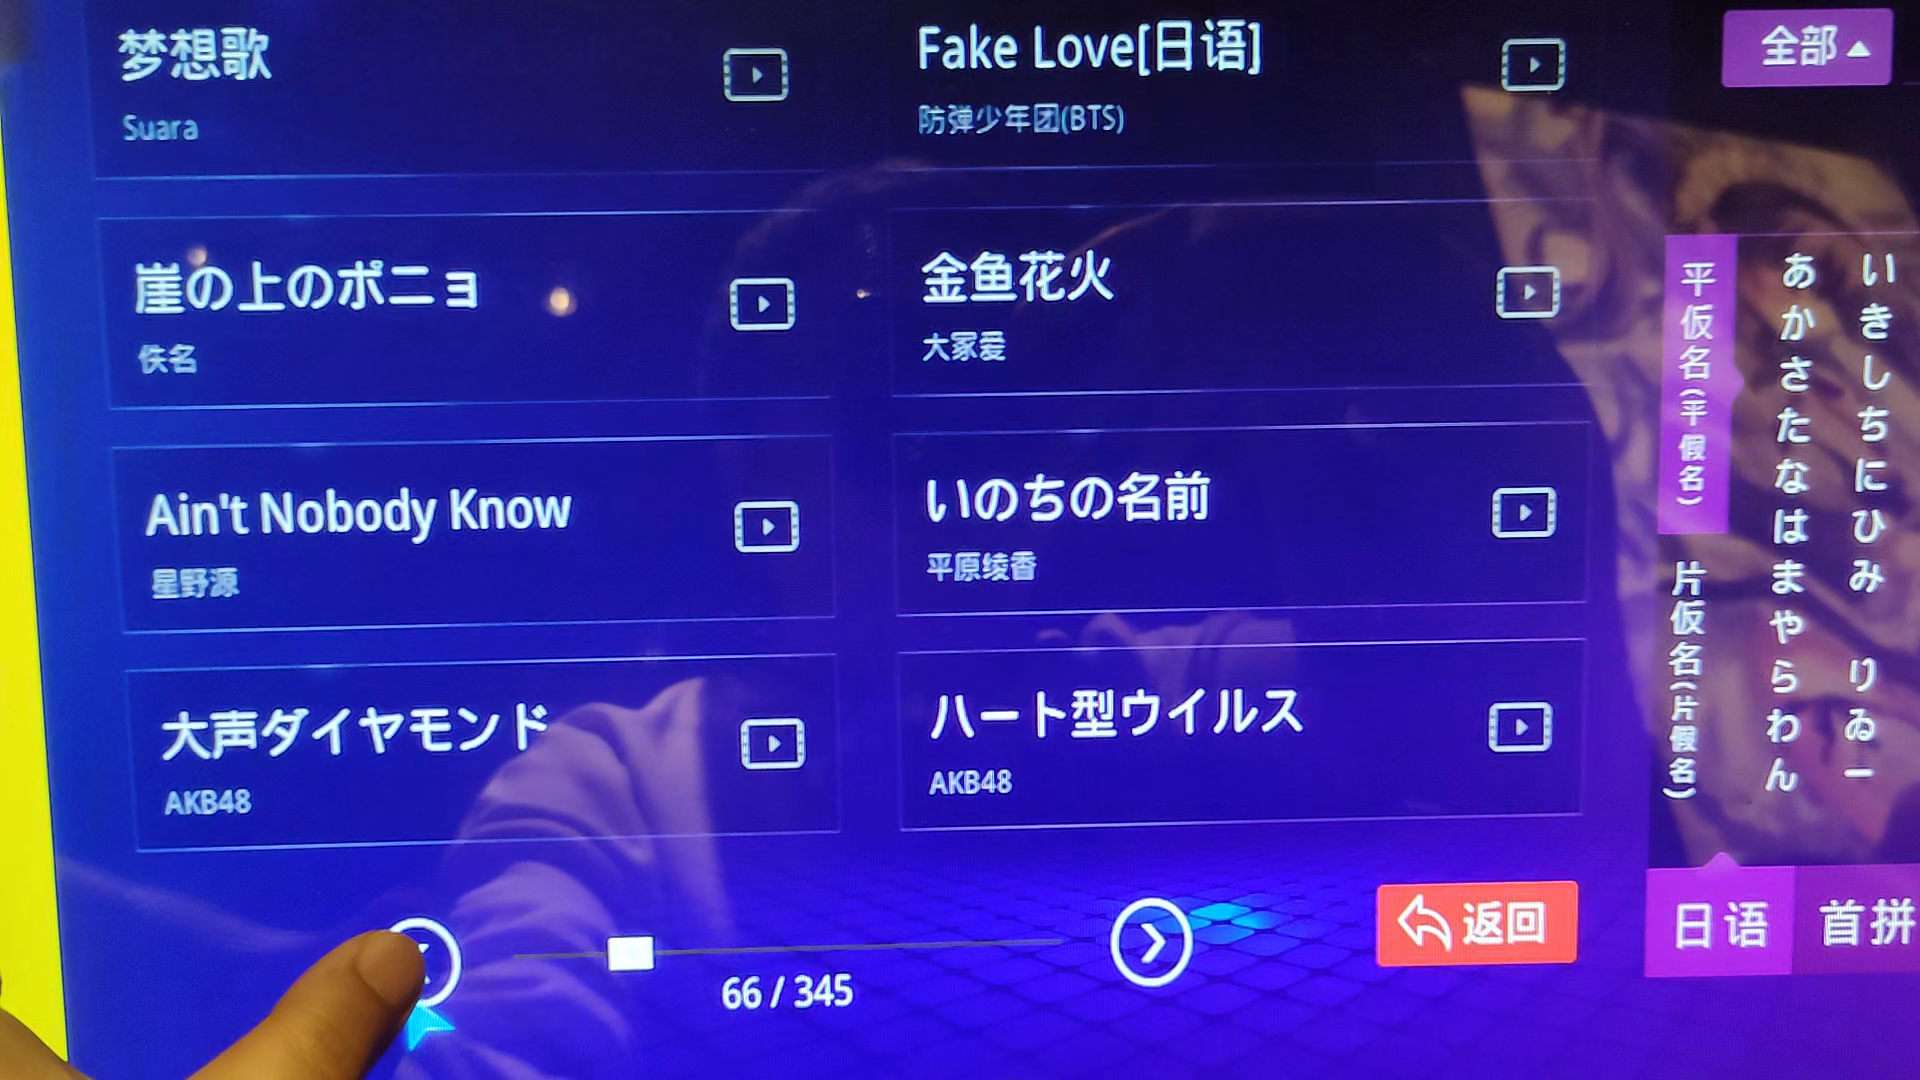 梦想歌
Suara
Fake Love[日语]
防弹少年团(BTS)
全部
崖の上のポニョ
佚名
金鱼花火
大冢爱
Ain't Nobody Know
星野源
いのちの名前
平原绫香
大声ダイヤモンド
AKB48
ハート型ウイルス
AKB48
66 / 345
返回
平仮名(平假名)
片仮名(片假名)
あかさたなはまやらわん
いきしちにひみ りゐー
日语
首拼